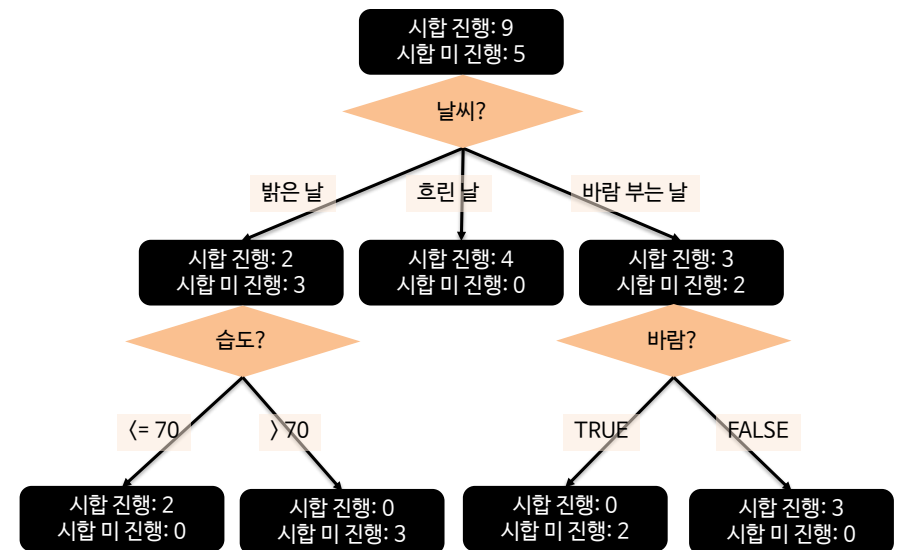 시합 진행: 9
시합 미 진행: 5
날씨?
밝은 날
흐린 날
바람 부는 날
시합 진행: 2
시합 미 진행: 3
시합 진행: 4
시합 미 진행: 0
시합 진행: 3
시합 미 진행: 2
습도?
바람?
<= 70
> 70
TRUE
FALSE
시합 진행: 2
시합 미 진행: 0
시합 진행: 0
시합 미 진행: 3
시합 진행: 0
시합 미 진행: 2
시합 진행: 3
시합 미 진행: 0